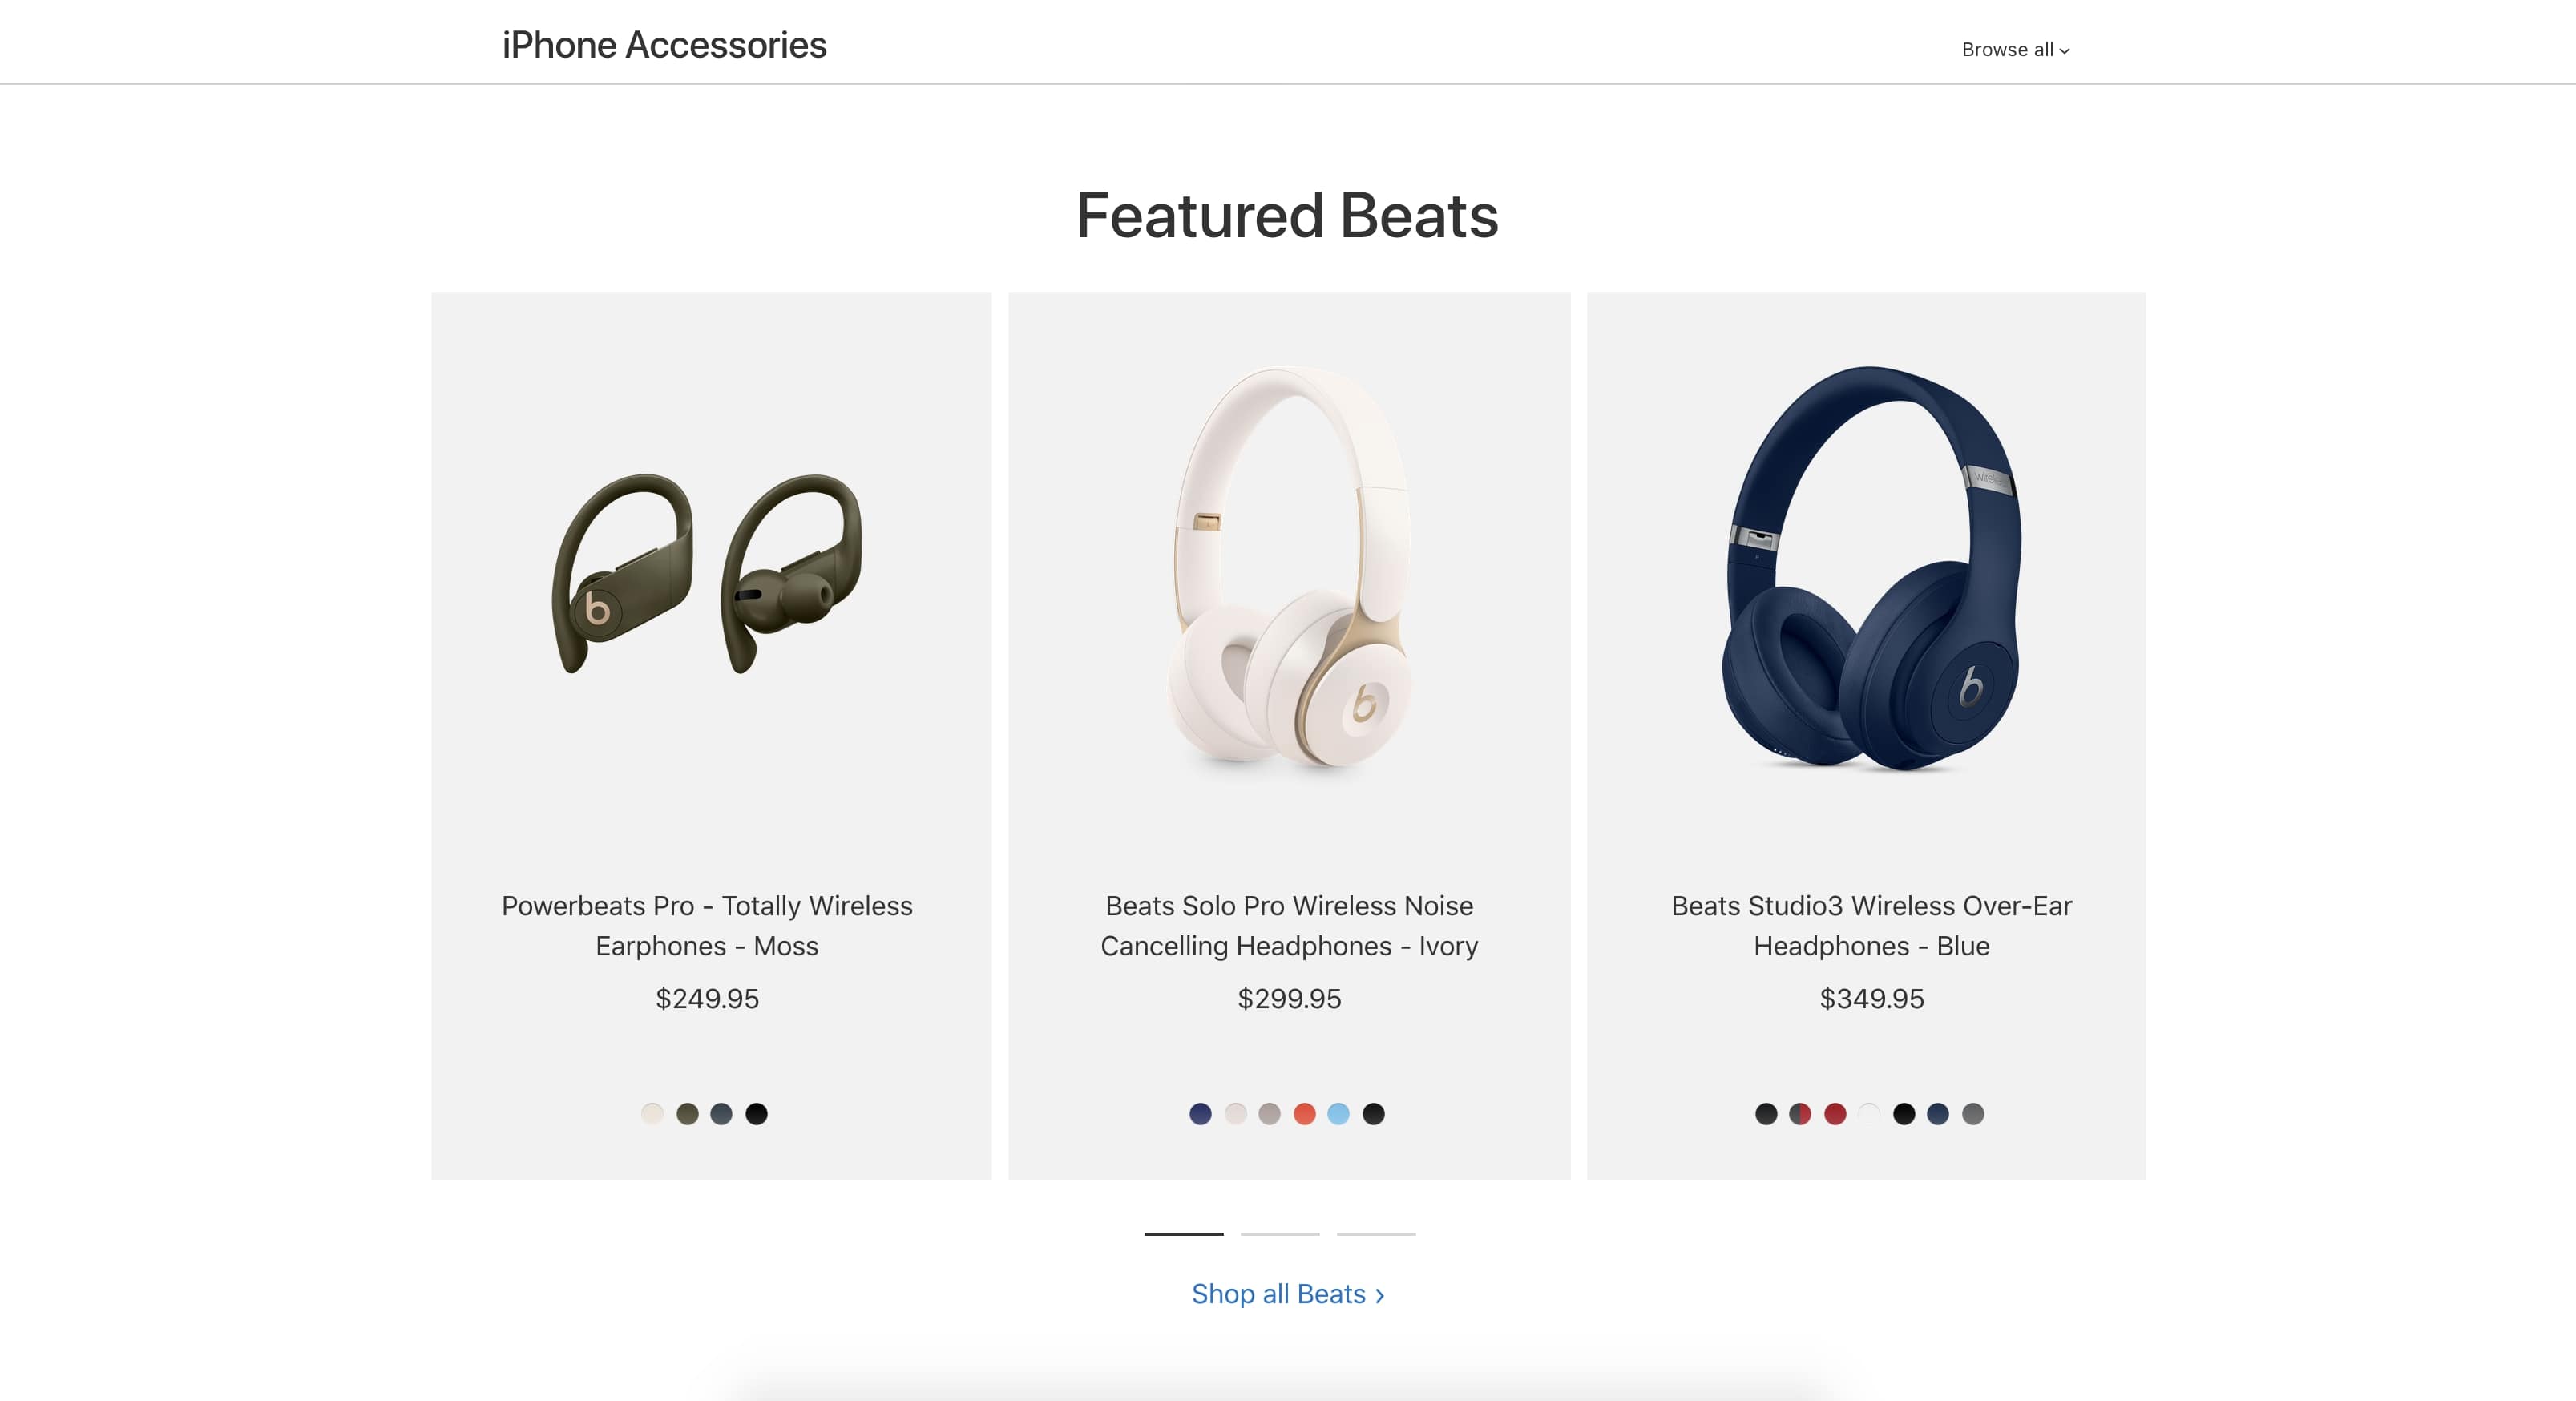 iPhone Accessories
Browse all
Featured Beats
wireless
Powerbeats Pro - Totally Wireless
Earphones - Moss
$249.95
Beats Solo Pro Wireless Noise
Cancelling Headphones - Ivory
$299.95
Beats Studio3 Wireless Over-Ear
Headphones - Blue
$349.95
Shop all Beats